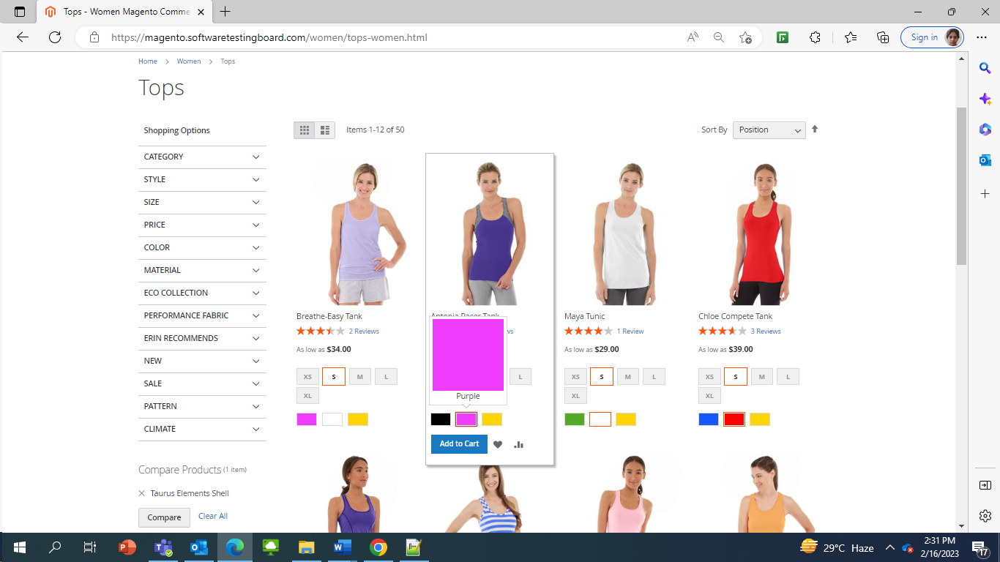 Tops - Women Magento Comme
https://magento.softwaretestingboard.com/women/tops-women.html
Sign in
Home > Women > Tops
Tops
Shopping Options
Items 1-12 of 50
Sort By Position
CATEGORY
STYLE
SIZE
PRICE
COLOR
MATERIAL
ECO COLLECTION
PERFORMANCE FABRIC
ERIN RECOMMENDS
NEW
SALE
PATTERN
CLIMATE
Compare Products (1 item)
Taurus Elements Shell
Compare Clear All
Breathe-Easy Tank
2 Reviews
As low as $34.00
XS S M L
XL
Antonia Racer Tank
ws
L
Purple
Add to Cart
Maya Tunic
1 Review
As low as $29.00
XS S M L
XL
Chloe Compete Tank
3 Reviews
As low as $39.00
XS S M L
XL
29°C Haze
2:31 PM
2/16/2023
17